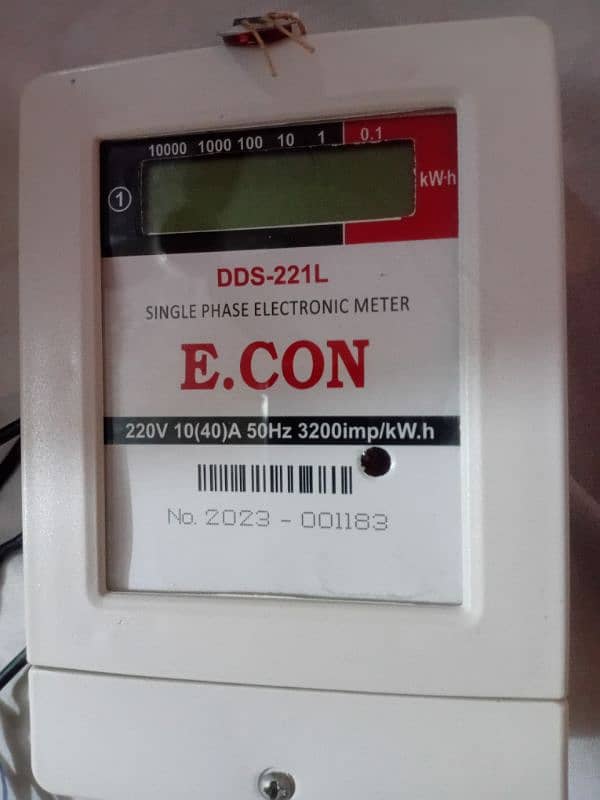 10000 1000 100 10 1 0.1
1 kW·h
DDS-221L
SINGLE PHASE ELECTRONIC METER
E.CON
220V 10(40)A 50Hz 3200imp/kW.h
No. 2023 - 001183